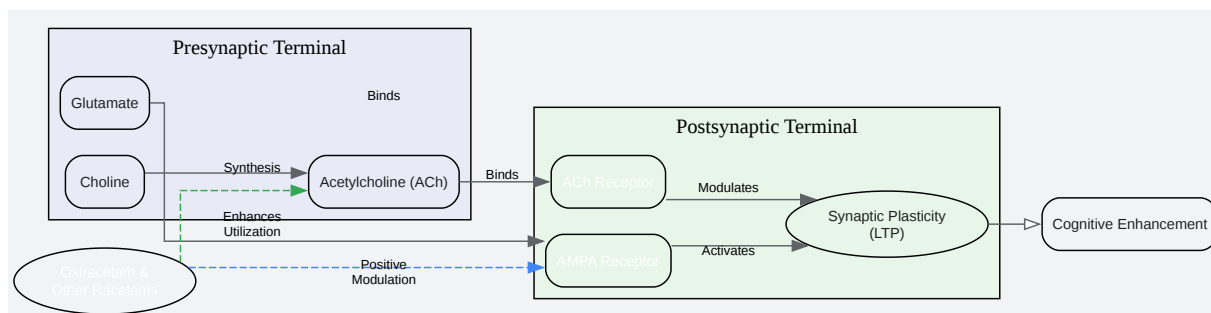 Presynaptic Terminal
Glutamate
Binds
Postsynaptic Terminal
Choline
Synthesis
Acetylcholine (ACh)
Binds
ACh Receptor
Modulates
Enhances
Utilization
Synaptic Plasticity
(LTP)
Cognitive Enhancement
Oxiracetam &
Other Racetams
Positive
Modulation
AMPA Receptor
Activates